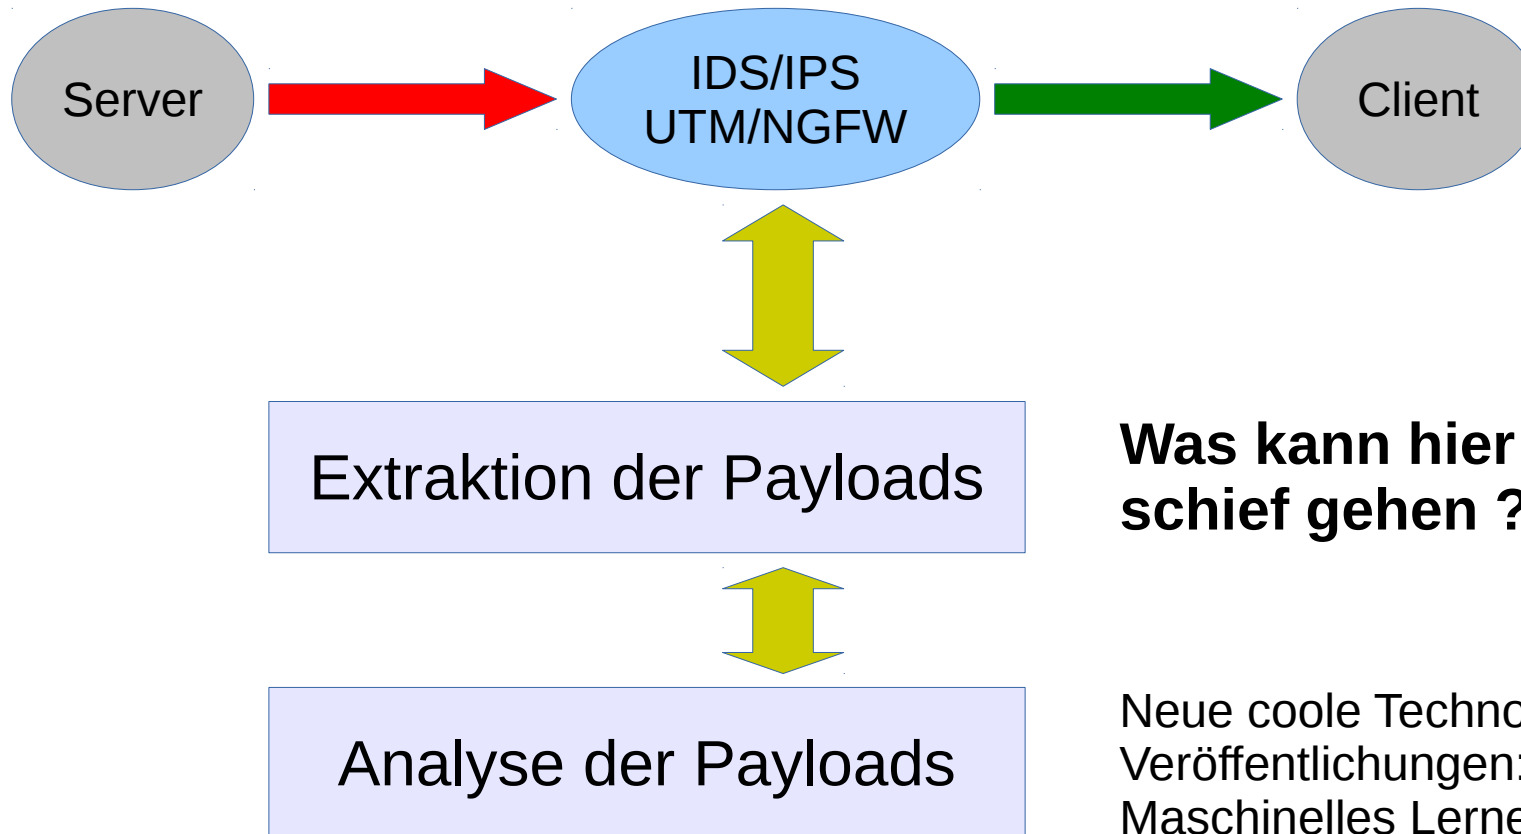 Server
IDS/IPS
UTM/NGFW
Client
Extraktion der Payloads
Was kann hier
schief gehen ?
Analyse der Payloads
Neue coole
Veröffentlichungen:
Maschinelles